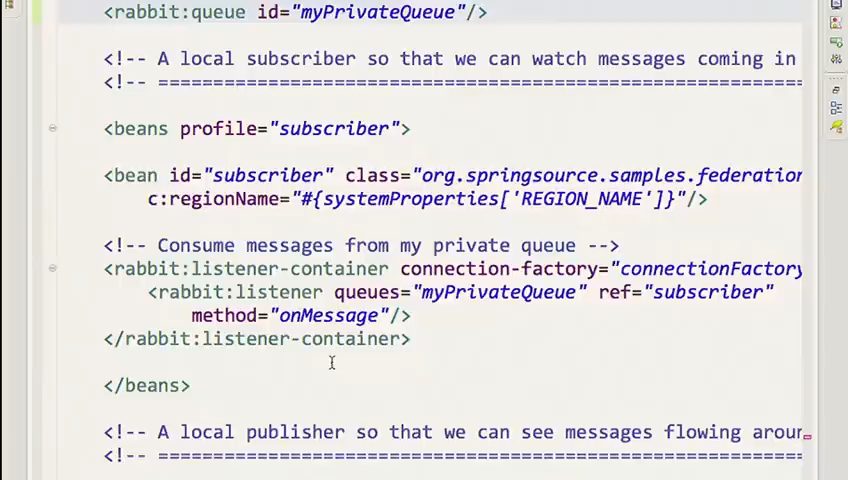 <rabbit:queue id="myPrivateQueue"/>
<!-- A local subscriber so that we can watch messages coming in
<!-- ============================================================
<beans profile="subscriber">
<bean id="subscriber" class="org.springsource.samples.federation
c:regionName="#{systemProperties['REGION_NAME']}"/>
<!-- Consume messages from my private queue -->
<rabbit:listener-container connection-factory="connectionFactory
<rabbit:listener queues="myPrivateQueue" ref="subscriber"
method="onMessage"/>
</rabbit:listener-container>
</beans>
<!-- A local publisher so that we can see messages flowing aroun
<!-- ============================================================